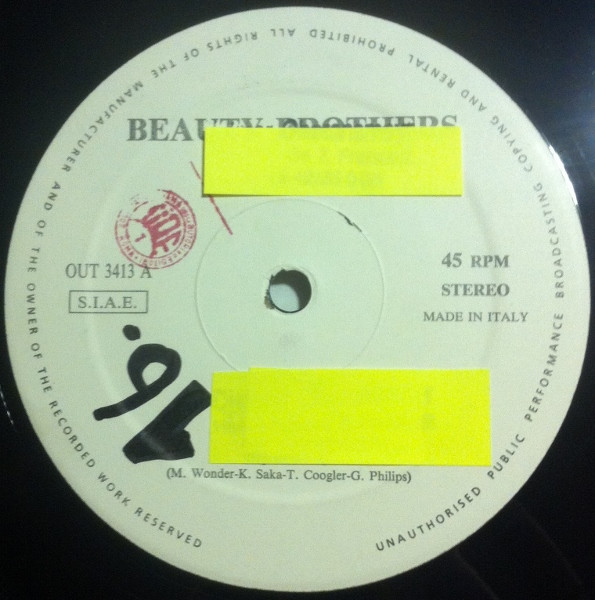 BEAUTY BROTHERS
OUT 3413 A
S.I.A.E.
45 RPM
STEREO
MADE IN ITALY
16.
(M. Wonder-K. Saka-T. Coogler-G. Philips)
UNAUTHORISED PUBLIC PERFORMANCE BROADCASTING COPYING AND RENTAL PROHIBITED ALL RIGHTS OF THE MANUFACTURER AND OF THE OWNER OF THE RECORDED WORK RESERVED